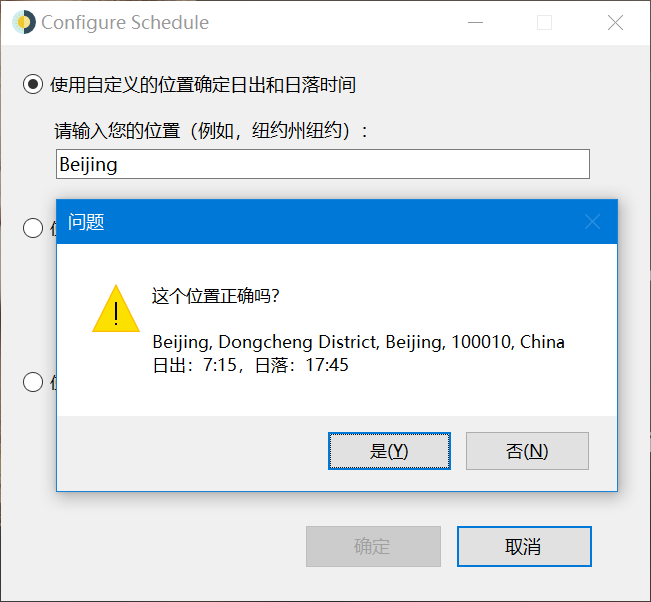 Configure Schedule
使用自定义的位置确定日出和日落时间
请输入您的位置（例如，纽约州纽约）：
Beijing
问题
这个位置正确吗?
Beijing, Dongcheng District, Beijing, 100010, China
日出：7:15，日落：17:45
是(Y)
否(N)
确定
取消